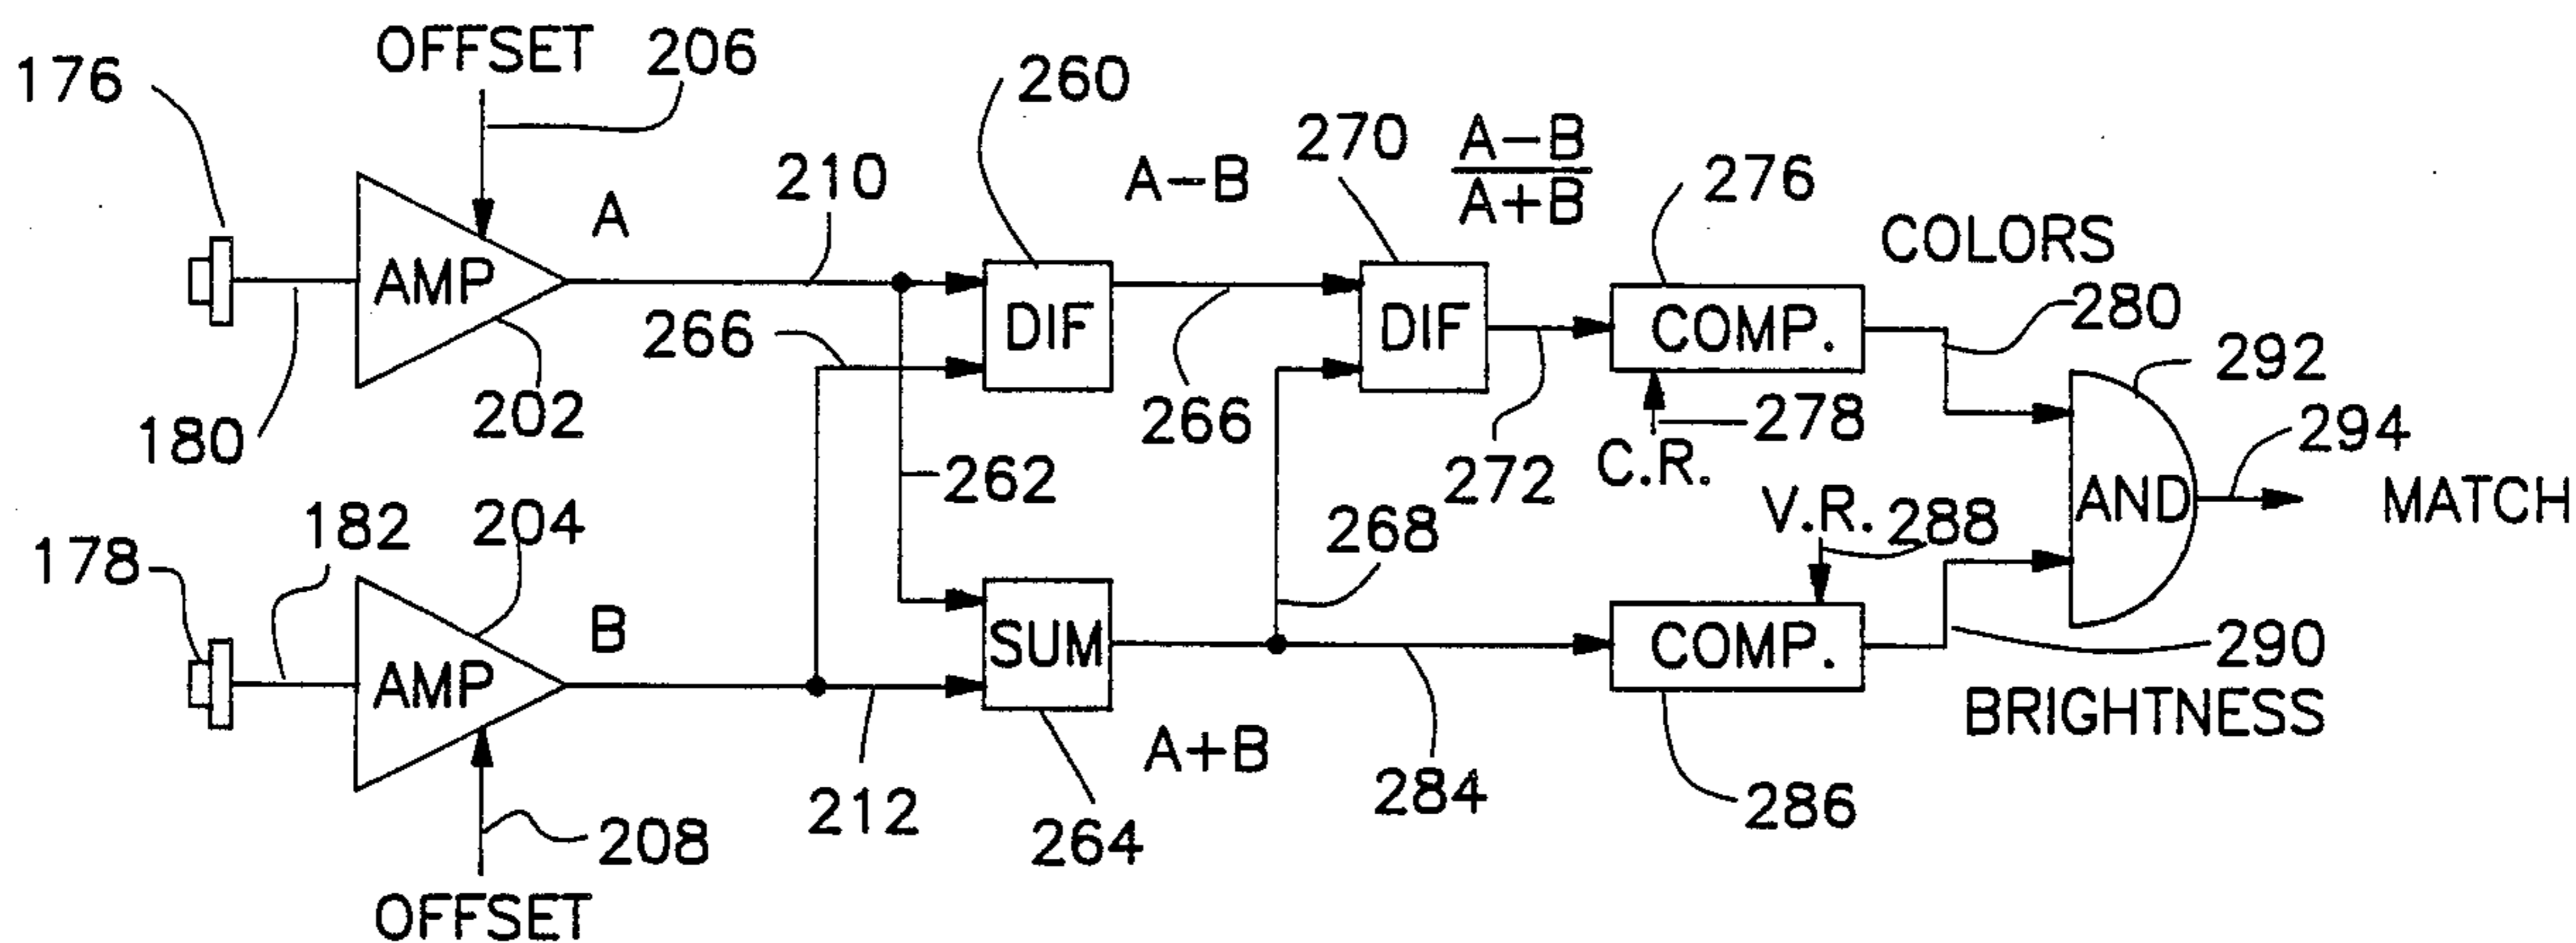 OFFSET
206
176
260
270
A−B
A+B
276
A−B
210
A
COLORS
AMP
266
DIF
DIF
COMP.
280
292
180
202
262
266
272
C.R.
278
294
AND
MATCH
V.R.
288
178
182
204
268
B
AMP
SUM
COMP.
290
BRIGHTNESS
A+B
212
264
284
286
208
OFFSET